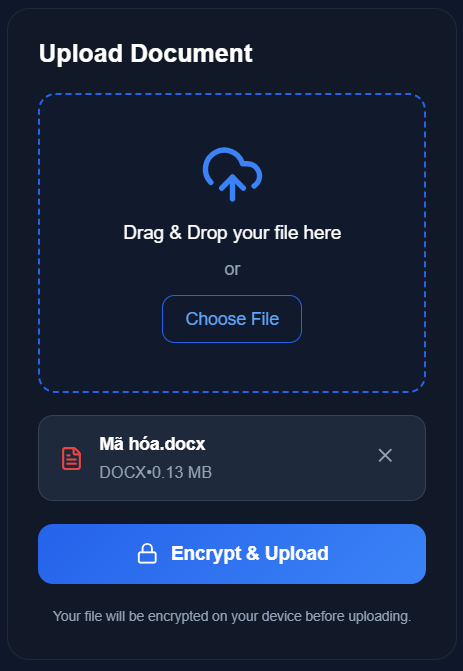 Upload Document
Drag & Drop your file here
or
Choose File
Mã hóa.docx
DOCX•0.13 MB
Encrypt & Upload
Your file will be encrypted on your device before uploading.